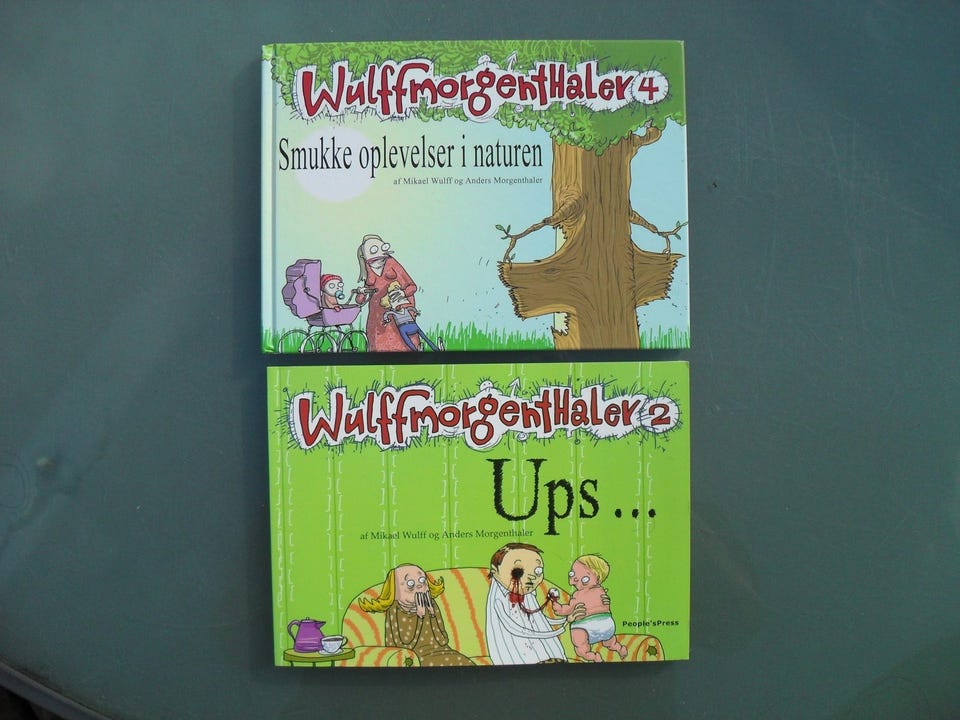 Wulffmorgenthaler 4
Smukke oplevelser i naturen
af Mikael Wulff og Anders Morgenthaler
Wulffmorgenthaler 2
Ups...
af Mikael Wulff og Anders Morgenthaler
People'sPress